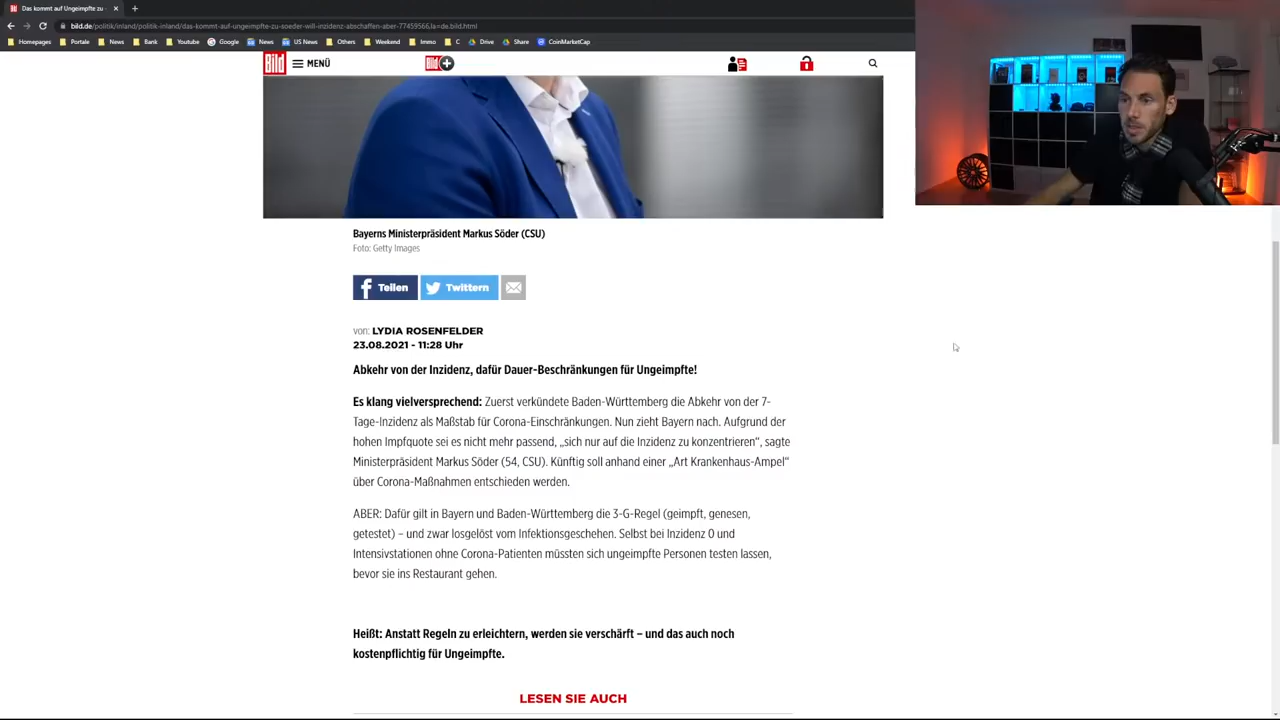 Das kommt auf Ungeimpfte zu -
bild.de/politik/inland/politik-inland/das-kommt-auf-ungeimpfte-zu-soeder-will-inzidenz-abschaffen-aber-77459566,la=de.bild.html
Homepages Portale News Bank Youtube Google News US News Others Weekend Immo C Drive Share CoinMarketCap
Bild MENÜ Bild
Bayerns Ministerpräsident Markus Söder (CSU)
Foto: Getty Images
Teilen Twittern
von: LYDIA ROSENFELDER
23.08.2021 - 11:28 Uhr
Abkehr von der Inzidenz, dafür Dauer-Beschränkungen für Ungeimpfte!
Es klang vielversprechend: Zuerst verkündete Baden-Württemberg die Abkehr von der 7-
Tage-Inzidenz als Maßstab für Corona-Einschränkungen. Nun zieht Bayern nach. Aufgrund der
hohen Impfquote sei es nicht mehr passend, „sich nur auf die Inzidenz zu konzentrieren“, sagte
Ministerpräsident Markus Söder (54, CSU). Künftig soll anhand einer „Art Krankenhaus-Ampel“
über Corona-Maßnahmen entschieden werden.
ABER: Dafür gilt in Bayern und Baden-Württemberg die 3-G-Regel (geimpft, genesen,
getestet) – und zwar losgelöst vom Infektionsgeschehen. Selbst bei Inzidenz 0 und
Intensivstationen ohne Corona-Patienten müssten sich ungeimpfte Personen testen lassen,
bevor sie ins Restaurant gehen.
Heißt: Anstatt Regeln zu erleichtern, werden sie verschärft – und das auch noch
kostenpflichtig für Ungeimpfte.
LESEN SIE AUCH